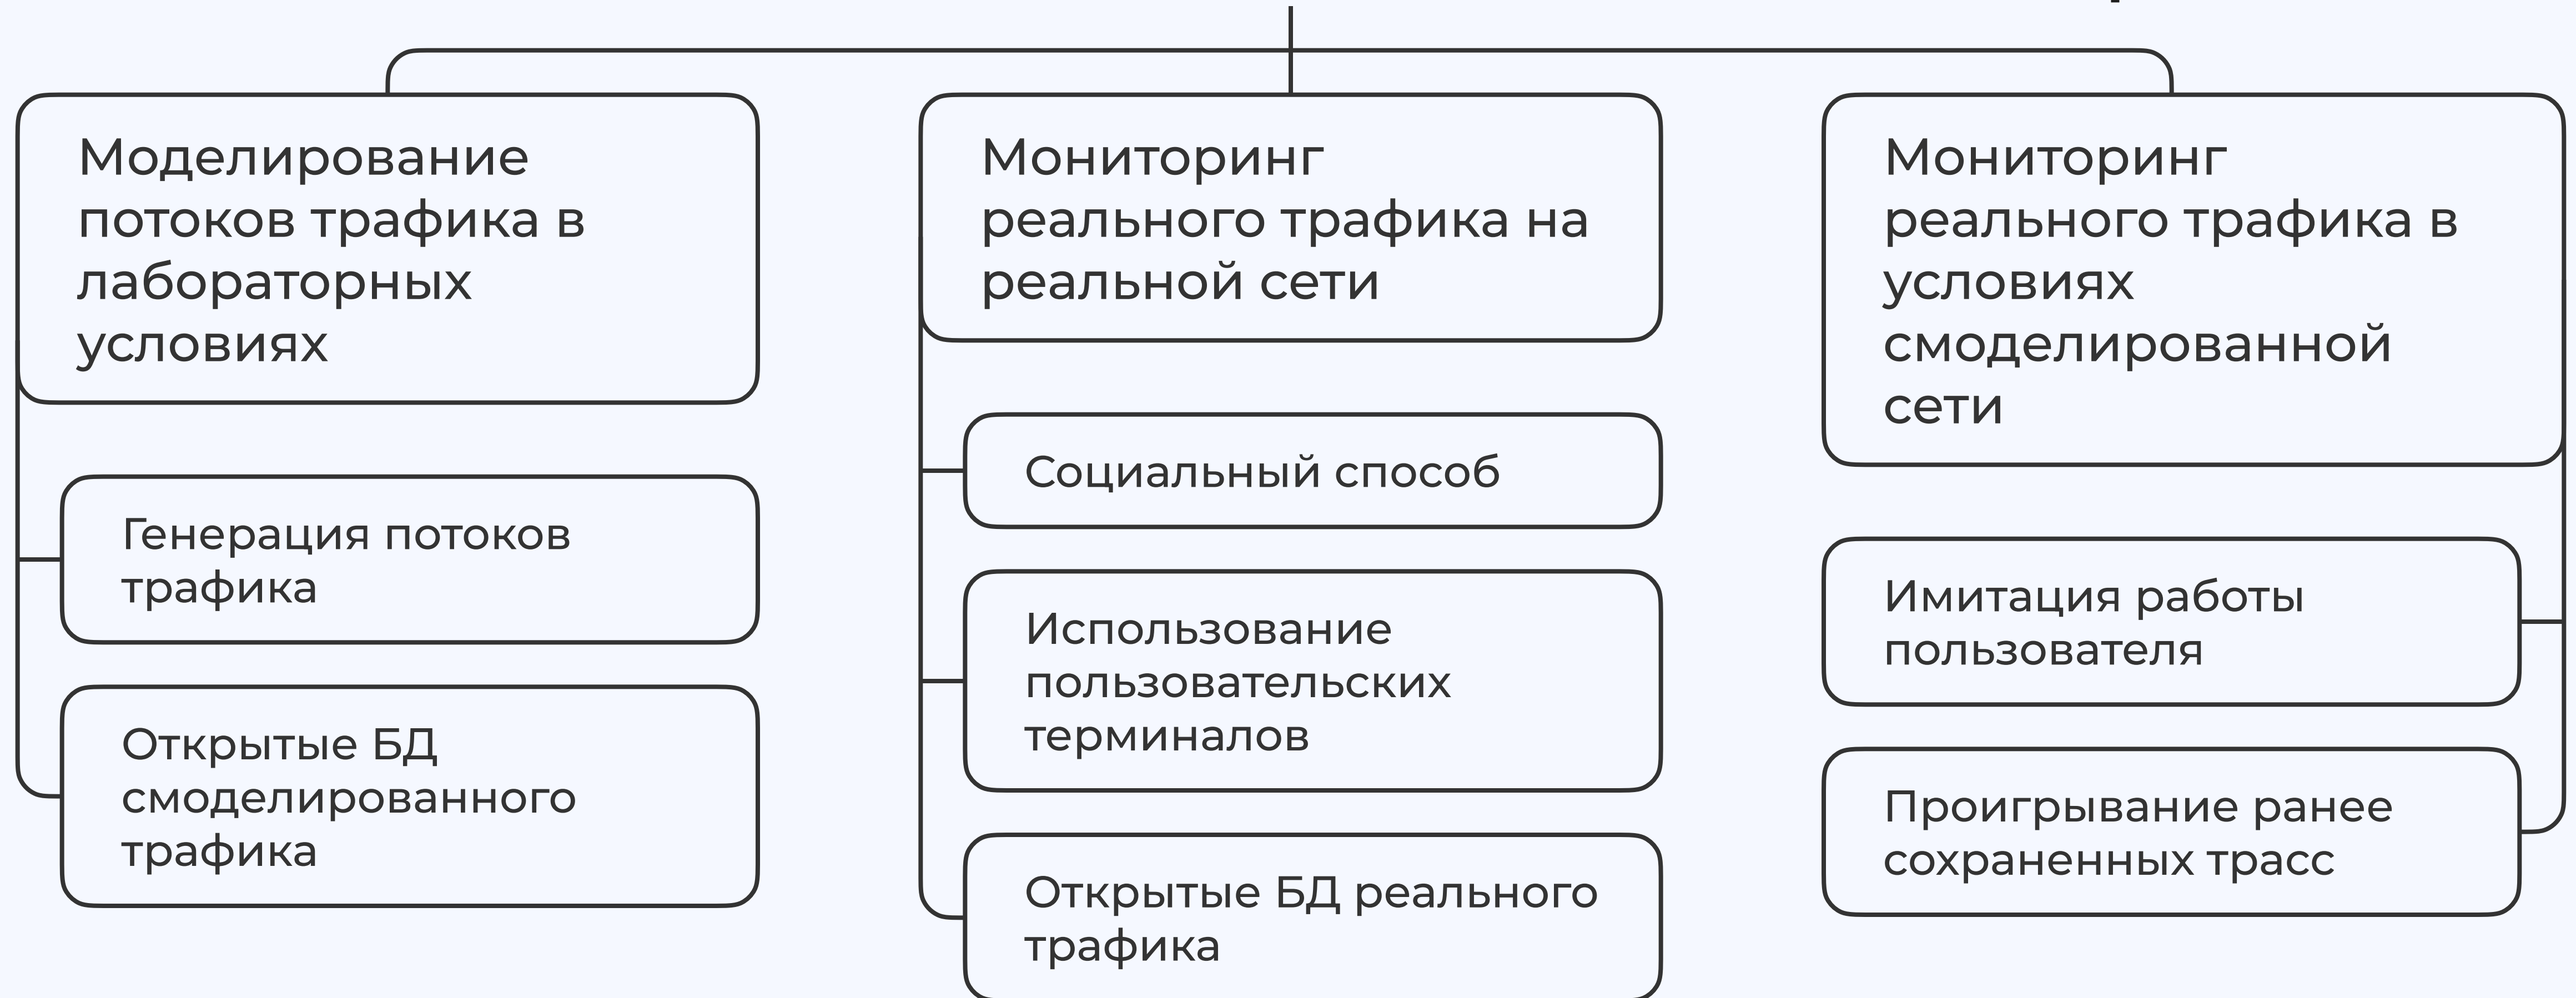 Моделирование
потоков трафика в
лабораторных
условиях
Генерация потоков
трафика
Открытые БД
смоделированного
трафика
Мониторинг
реального трафика на
реальной сети
Социальный способ
Использование
пользовательских
терминалов
Открытые БД реального
трафика
Мониторинг
реального трафика в
условиях
смоделированной
сети
Имитация работы
пользователя
Проигрывание ранее
сохраненных трасс